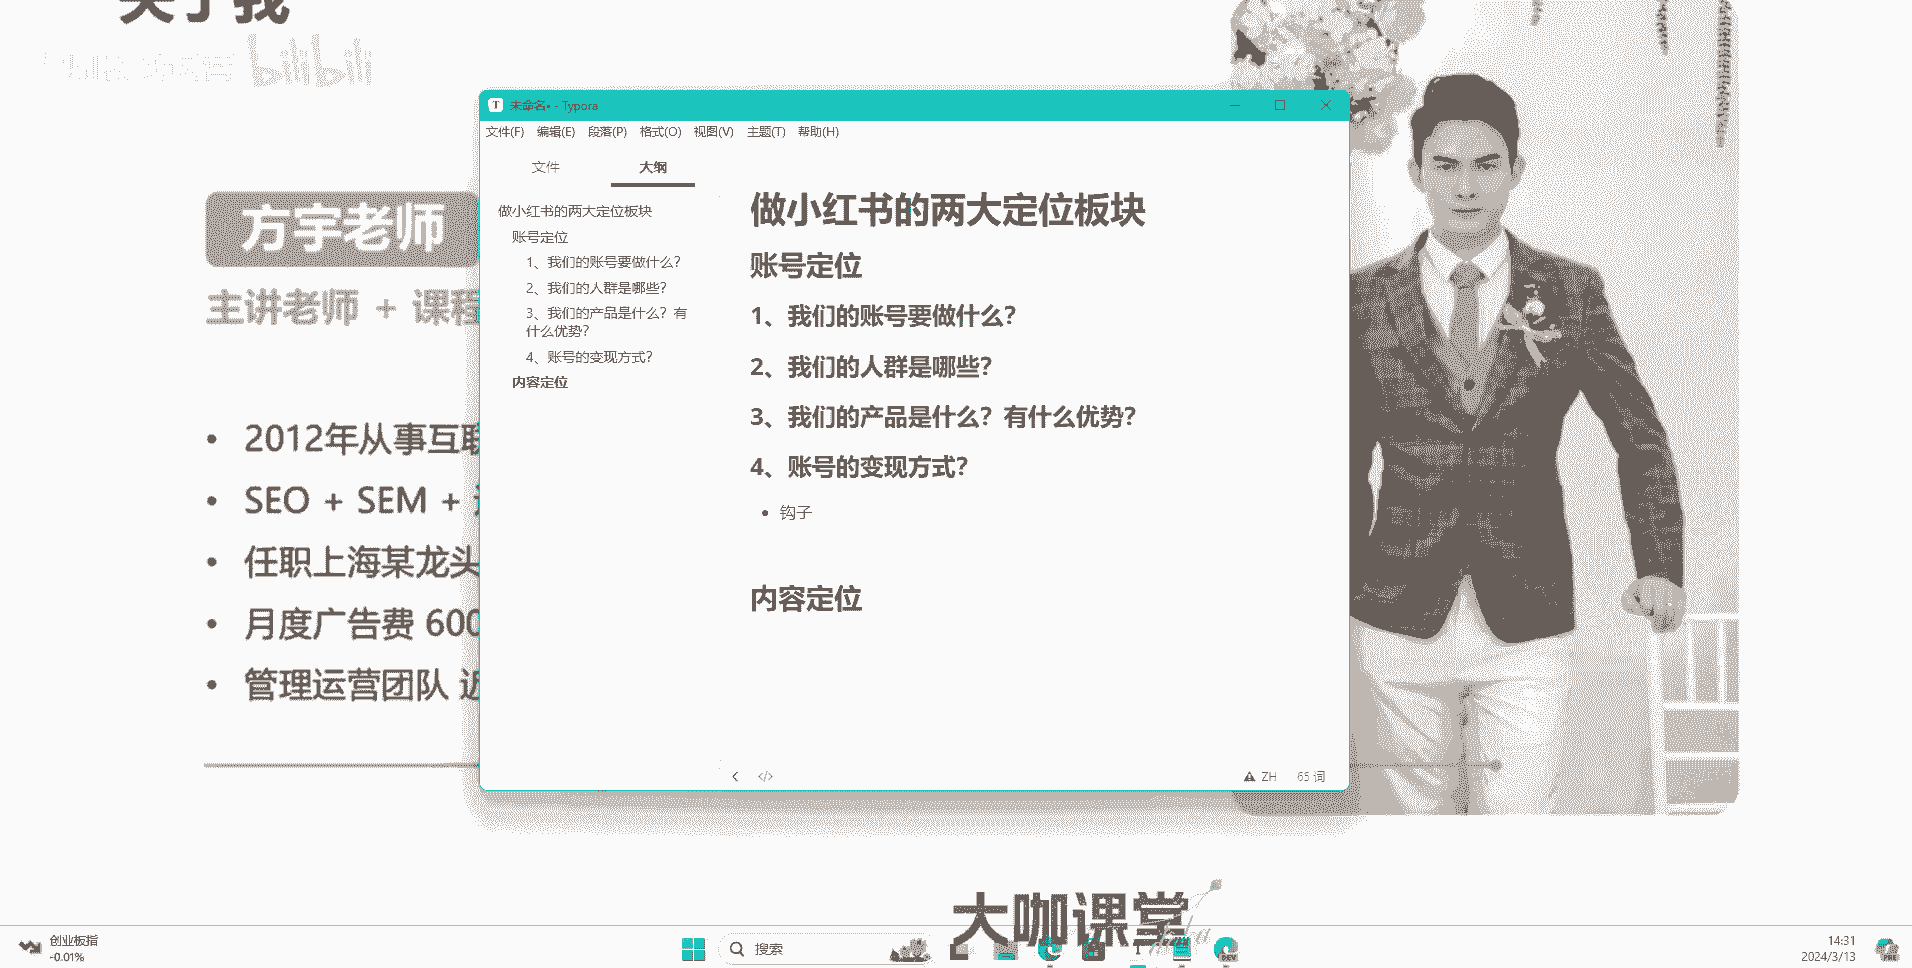 关于我
bilibili
方宇老师
主讲老师 + 课程
• 2012年从事互联
• SEO + SEM +
• 任职上海某龙头
• 月度广告费 600
• 管理运营团队 近
T 未命名• - Typora
文件(F) 编辑(E) 段落(P) 格式(O) 视图(V) 主题(T) 帮助(H)
文件 大纲
做小红书的两大定位板块
账号定位
1、我们的账号要做什么?
2、我们的人群是哪些?
3、我们的产品是什么？有
什么优势?
4、账号的变现方式?
内容定位
做小红书的两大定位板块
账号定位
1、我们的账号要做什么?
2、我们的人群是哪些?
3、我们的产品是什么？有什么优势?
4、账号的变现方式?
• 钩子
内容定位
ZH 65 词
大咖课堂
创业板指
-0.01%
搜索
DEV
14:31
2024/3/13
PRE